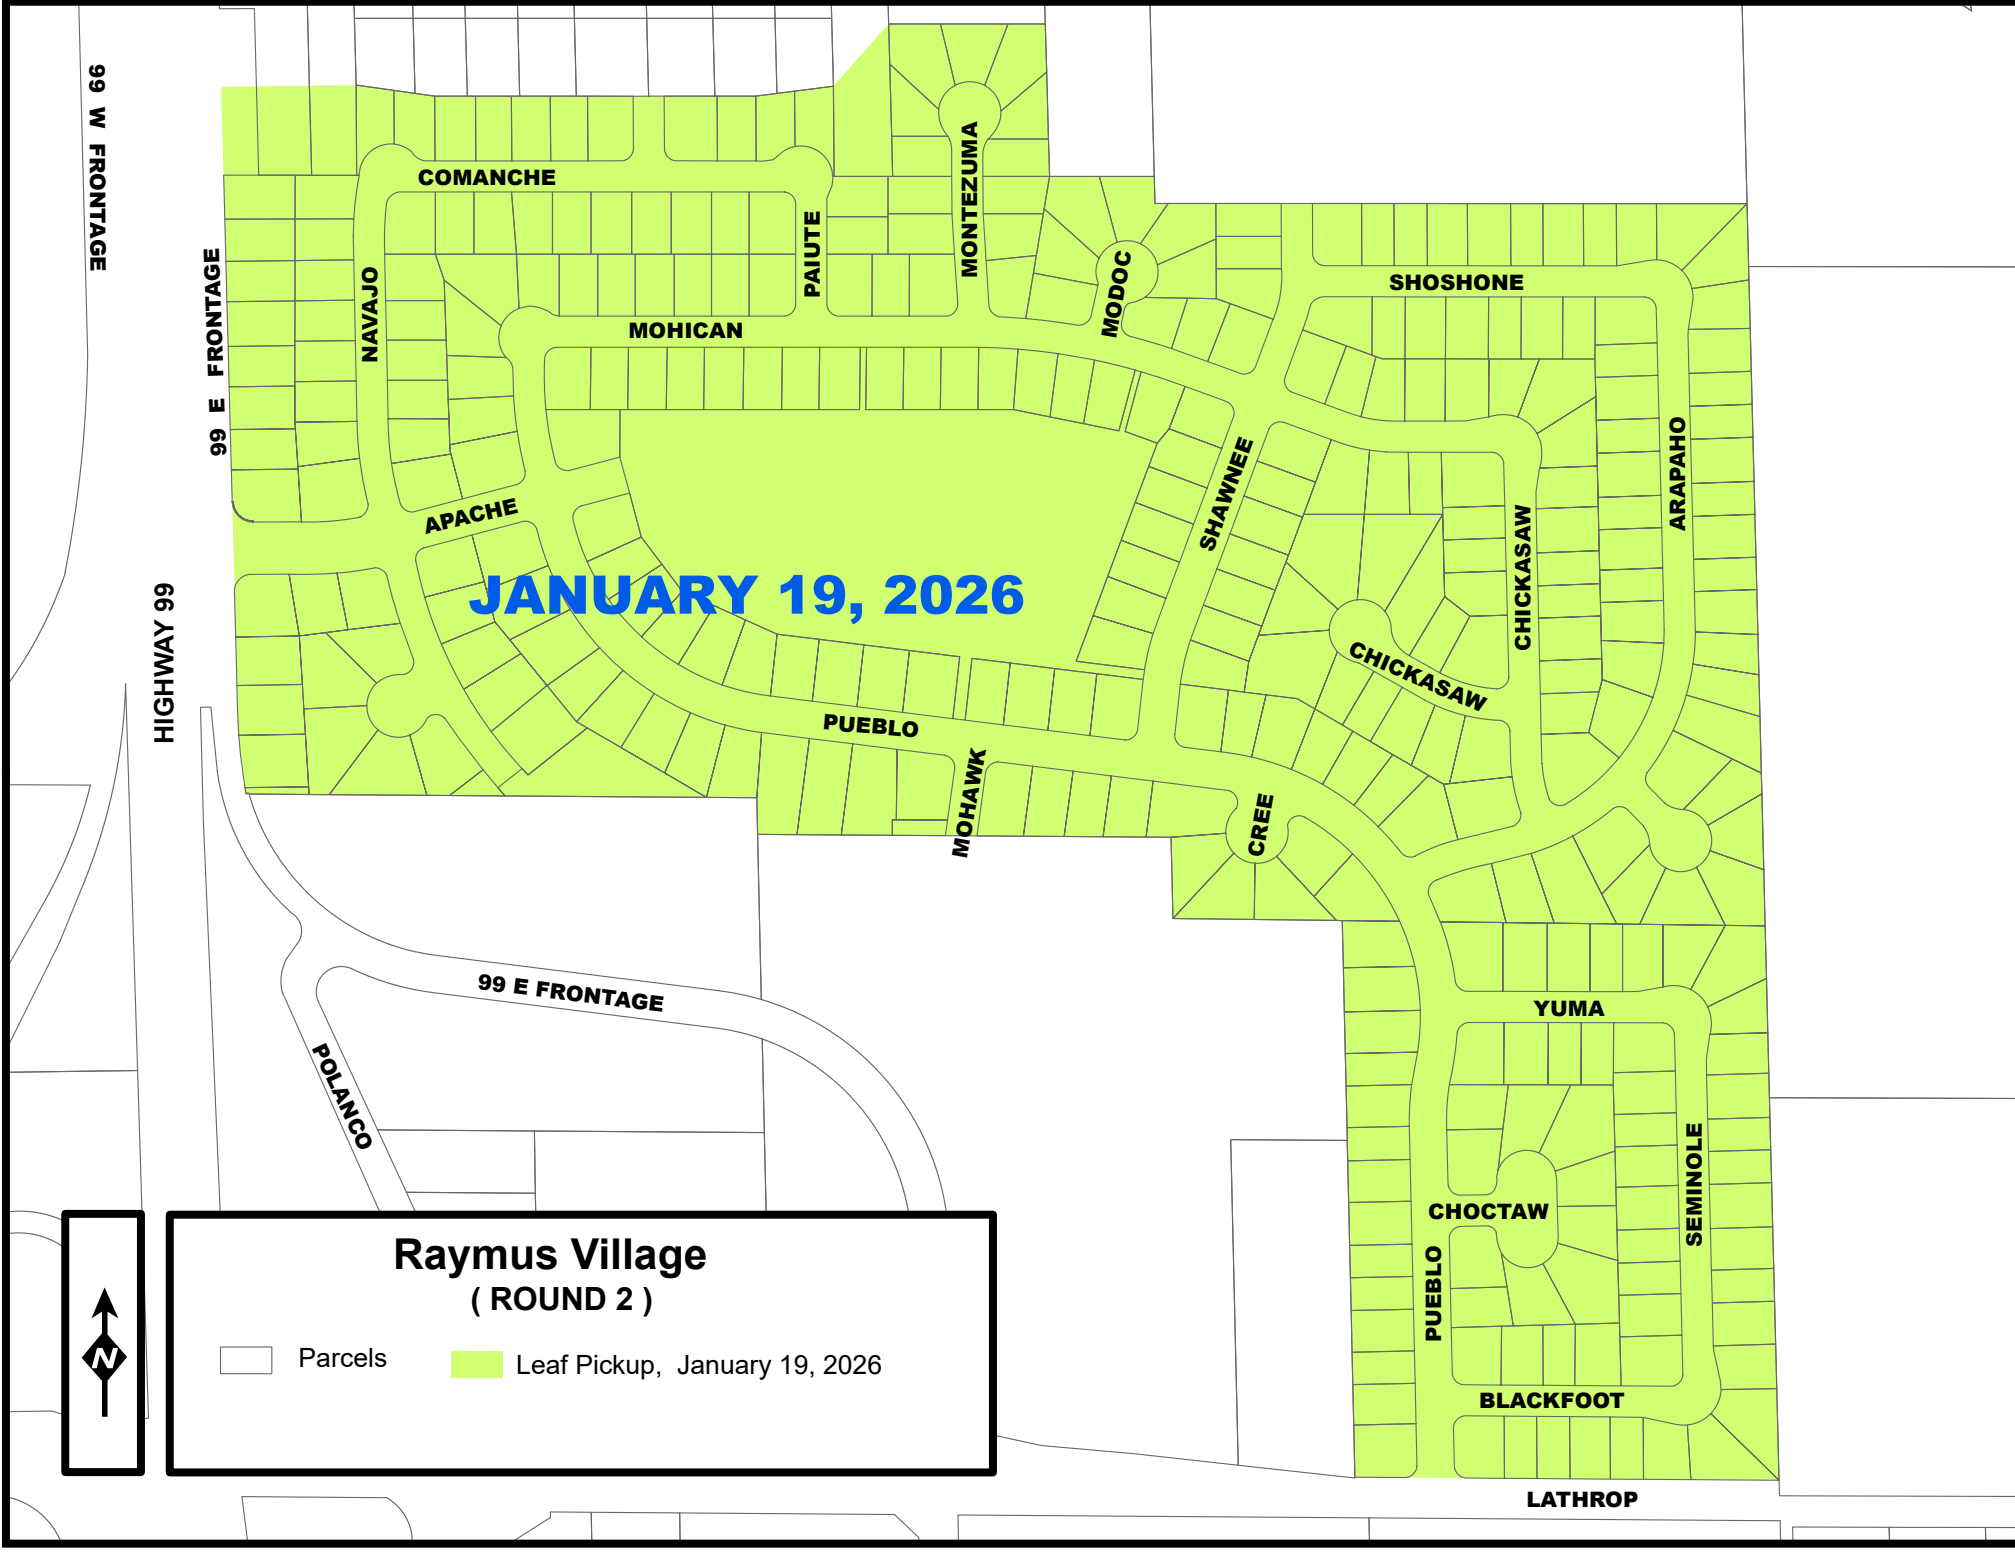 99 W FRONTAGE
COMANCHE
MONTEZUMA
PAIUTE
NAVAJO
99 E FRONTAGE
MODOC
SHOSHONE
MOHICAN
ARAPAHO
SHAWNEE
APACHE
CHICKASAW
JANUARY 19, 2026
HIGHWAY 99
CHICKASAW
PUEBLO
MOHAWK
CREE
99 E FRONTAGE
YUMA
POLANCO
SEMINOLE
CHOCTAW
PUEBLO
BLACKFOOT
LATHROP
N
Raymus Village
( ROUND 2 )
Parcels
Leaf Pickup, January 19, 2026